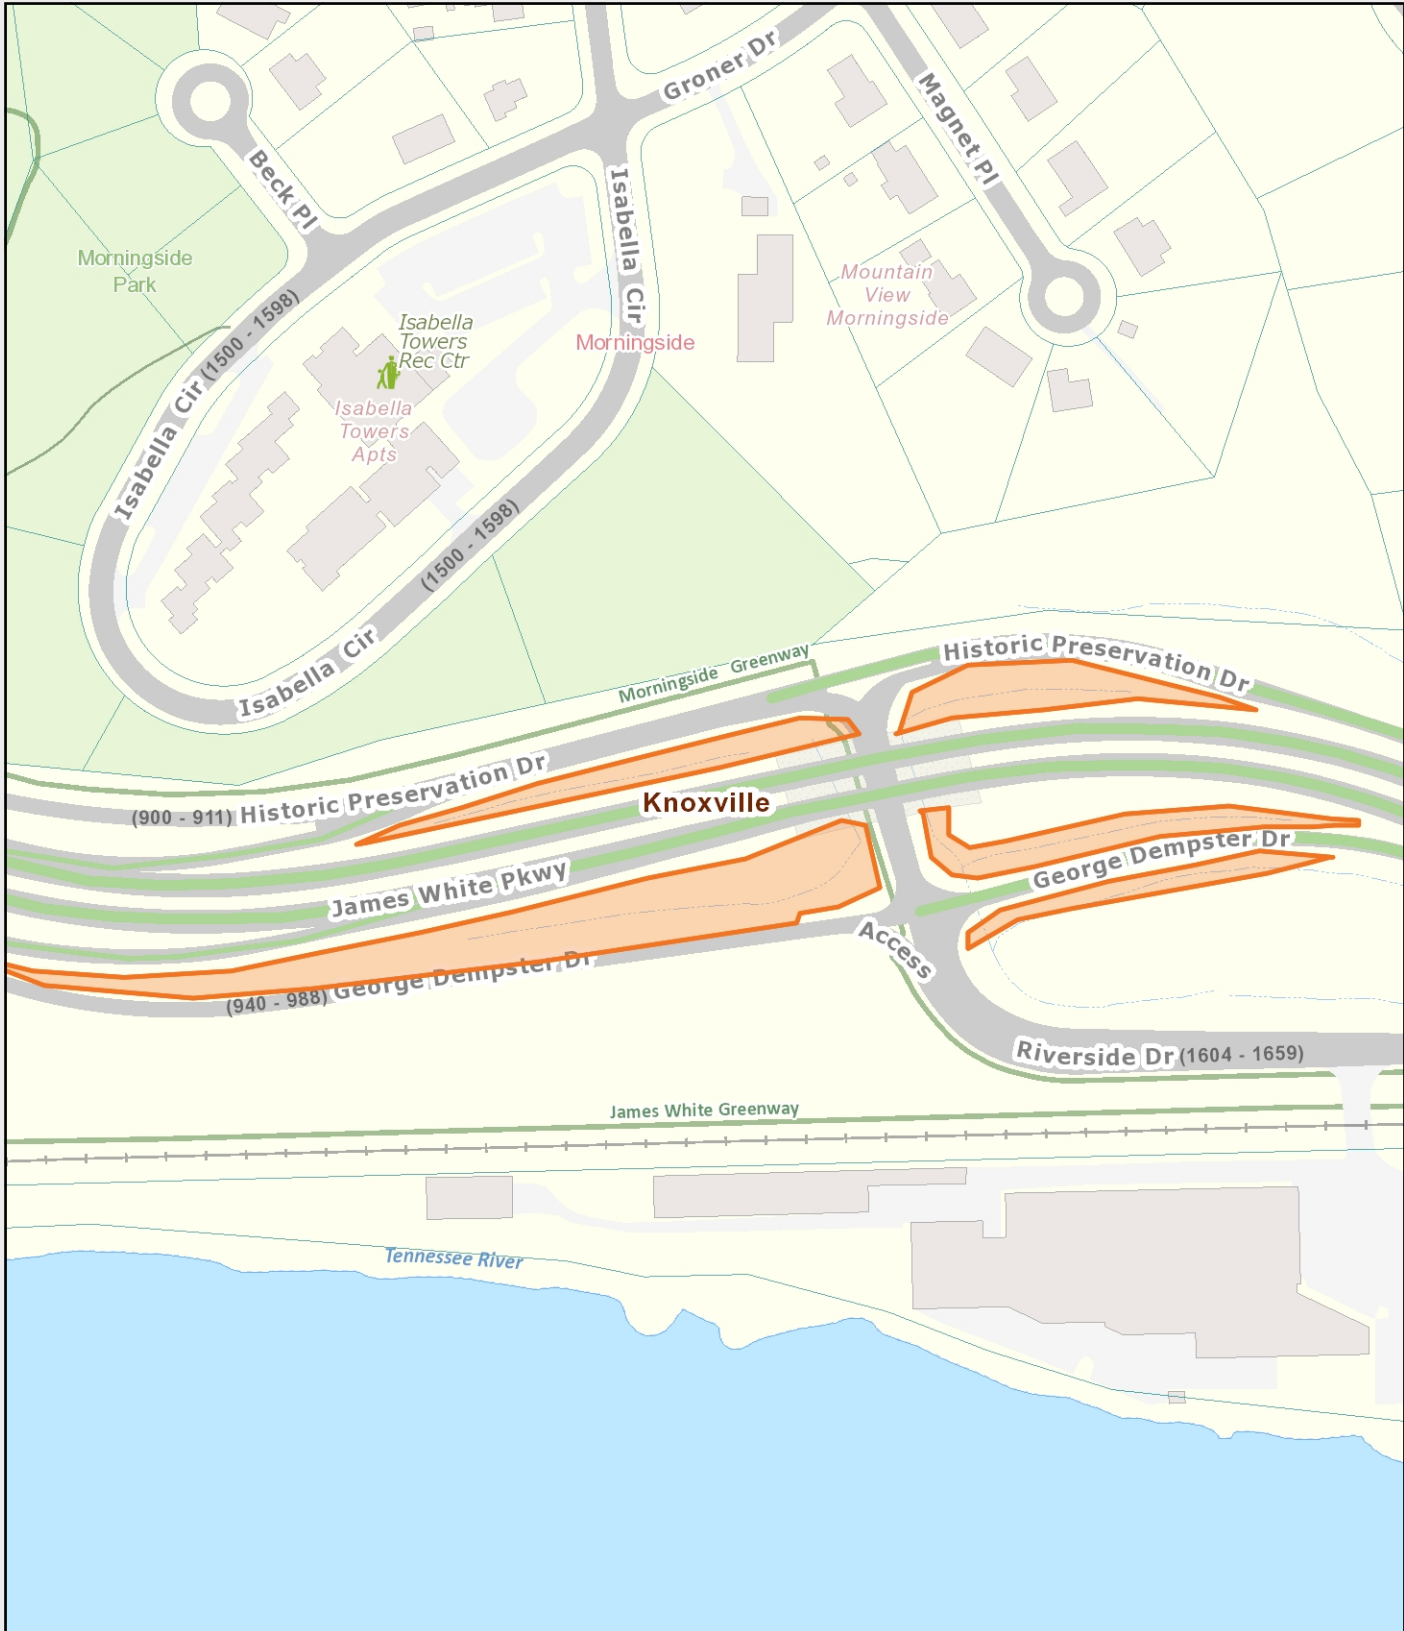 Groner Dr
Magnet Pl
Beck Pl
Isabella Cir
Morningside
Park
Mountain
View
Morningside
(1500 - 1598)
Isabella
Towers
Rec Ctr
Morningside
Isabella Cir
Isabella
Towers
Apts
(1500 - 1598)
Isabella Cir
Historic Preservation Dr
Morningside Greenway
Historic Preservation Dr
(900 - 911)
Knoxville
George Dempster Dr
James White Pkwy
Access
George Dempster Dr
(940 - 988)
Riverside Dr
(1604 - 1659)
James White Greenway
Tennessee River